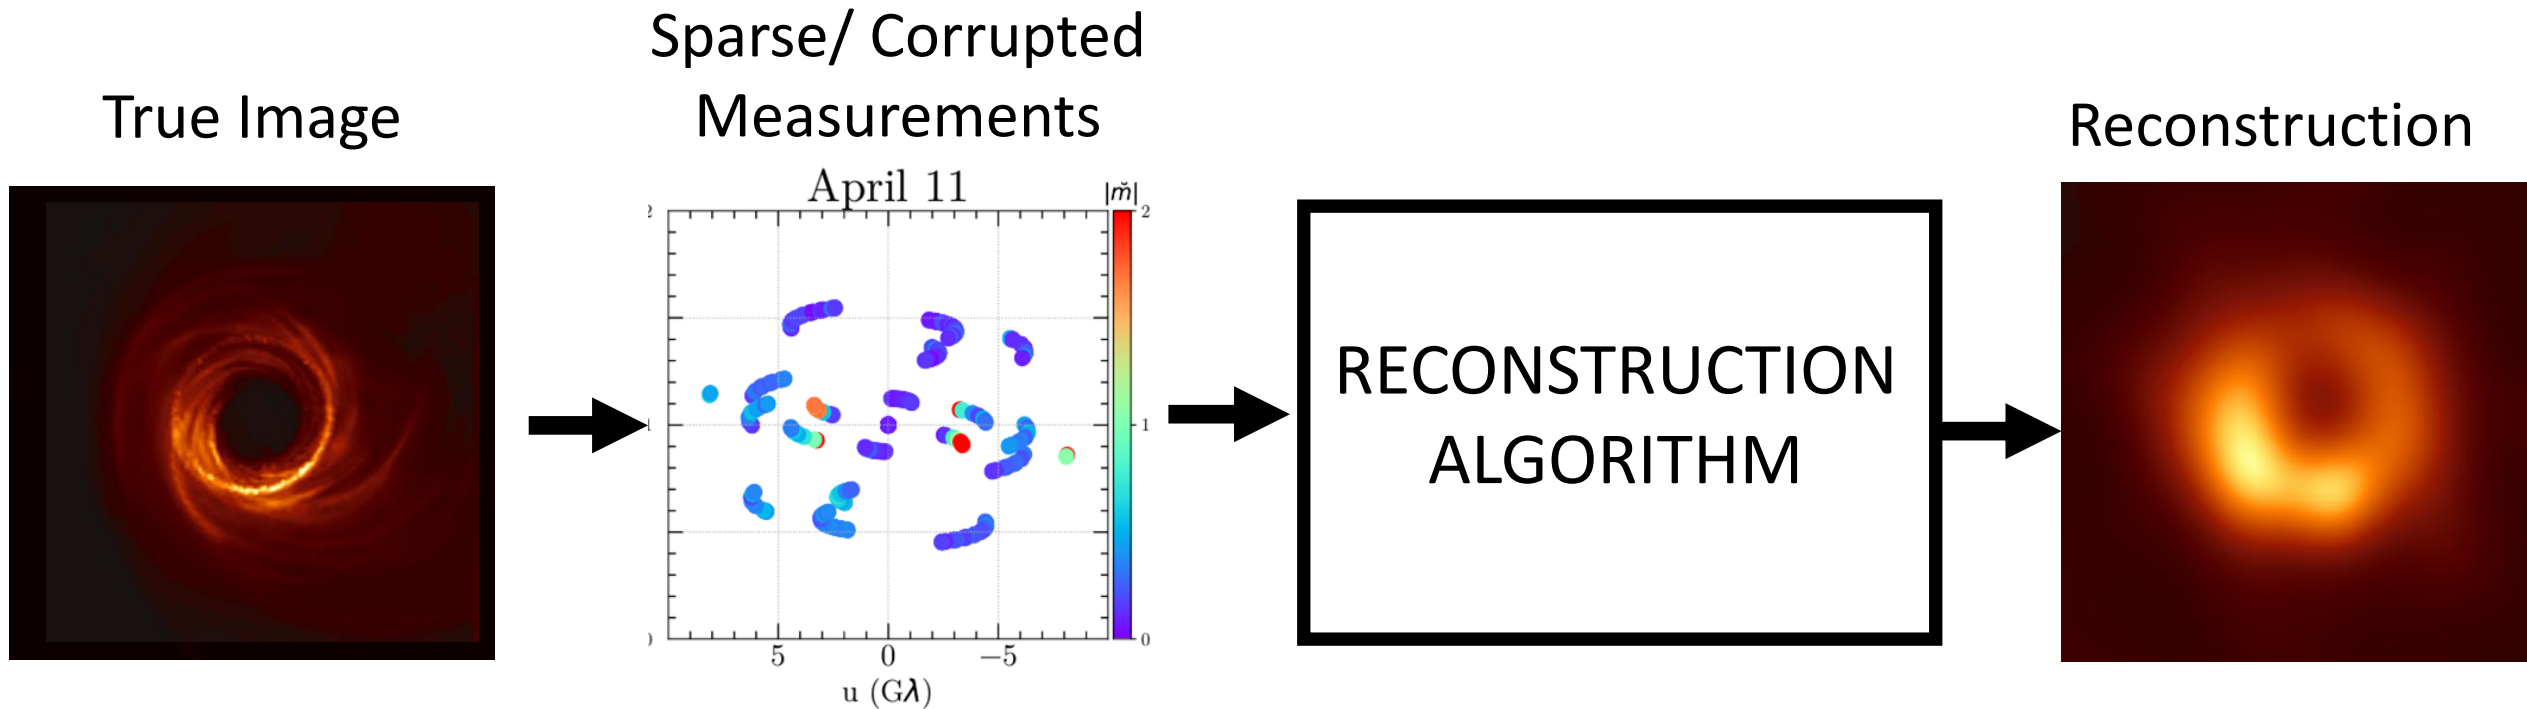 True Image
Sparse/ Corrupted
Measurements
April 11
|m̆|
2
1
0
5 0 −5
u (Gλ)
RECONSTRUCTION
ALGORITHM
Reconstruction